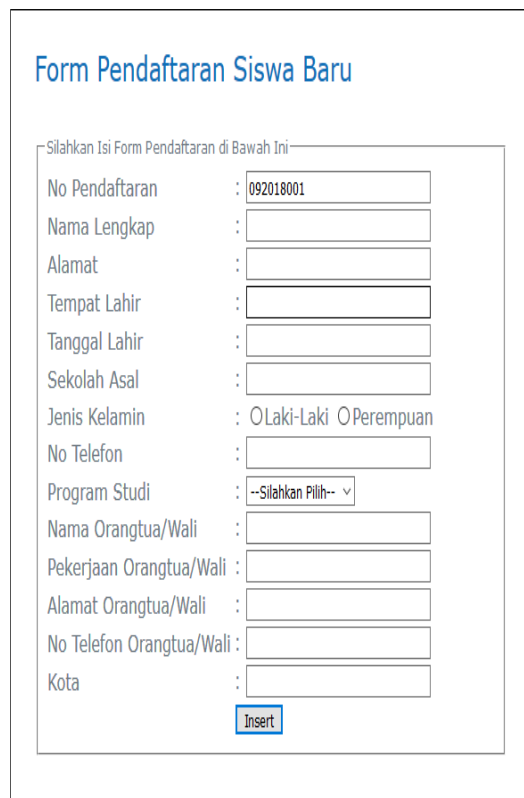 Form Pendaftaran Siswa Baru
Silahkan Isi Form Pendaftaran di Bawah Ini
No Pendaftaran : 092018001
Nama Lengkap :
Alamat :
Tempat Lahir :
Tanggal Lahir :
Sekolah Asal :
Jenis Kelamin : Laki-Laki Perempuan
No Telefon :
Program Studi : --Silahkan Pilih--
Nama Orangtua/Wali :
Pekerjaan Orangtua/Wali :
Alamat Orangtua/Wali :
No Telefon Orangtua/Wali :
Kota :
Insert